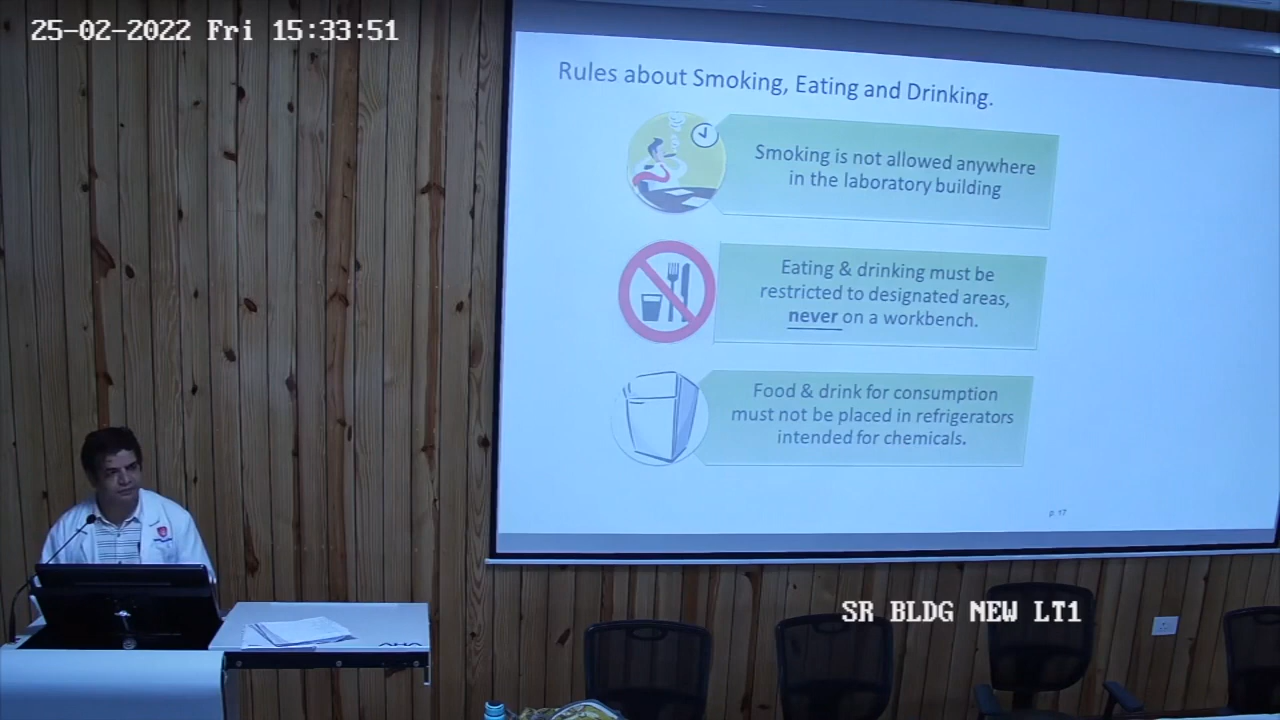 25-02-2022 Fri 15:33:51
Rules about Smoking, Eating and Drinking.
Smoking is not allowed anywhere
in the laboratory building
Eating & drinking must be
restricted to designated areas,
never on a workbench.
Food & drink for consumption
must not be placed in refrigerators
intended for chemicals.
p. 17
SR BLDG NEW LT1
AHA